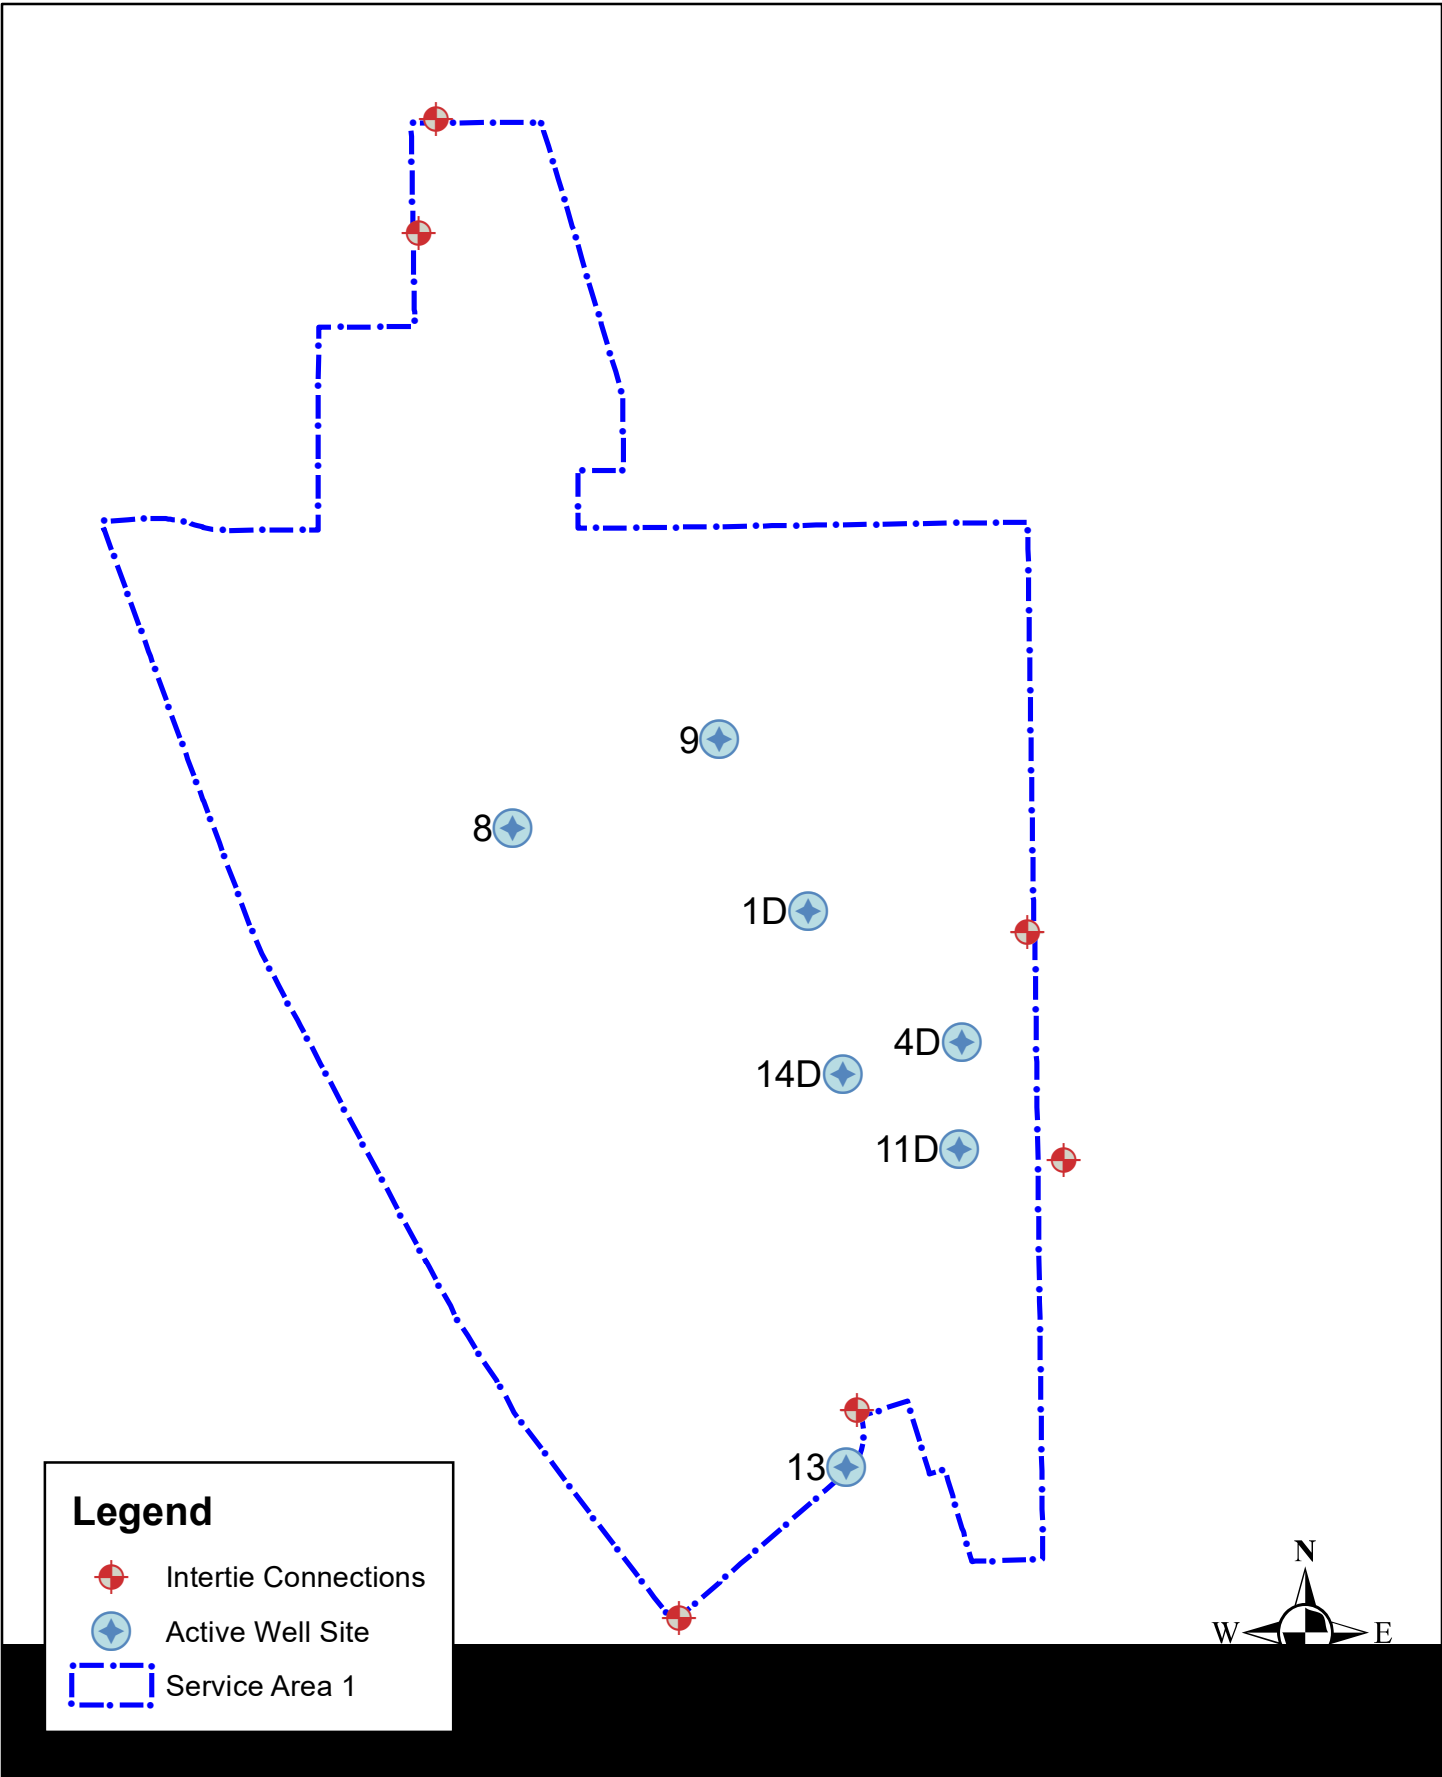 9
8
1D
4D
14D
11D
13
Legend
Intertie Connections
Active Well Site
Service Area 1
N
W E